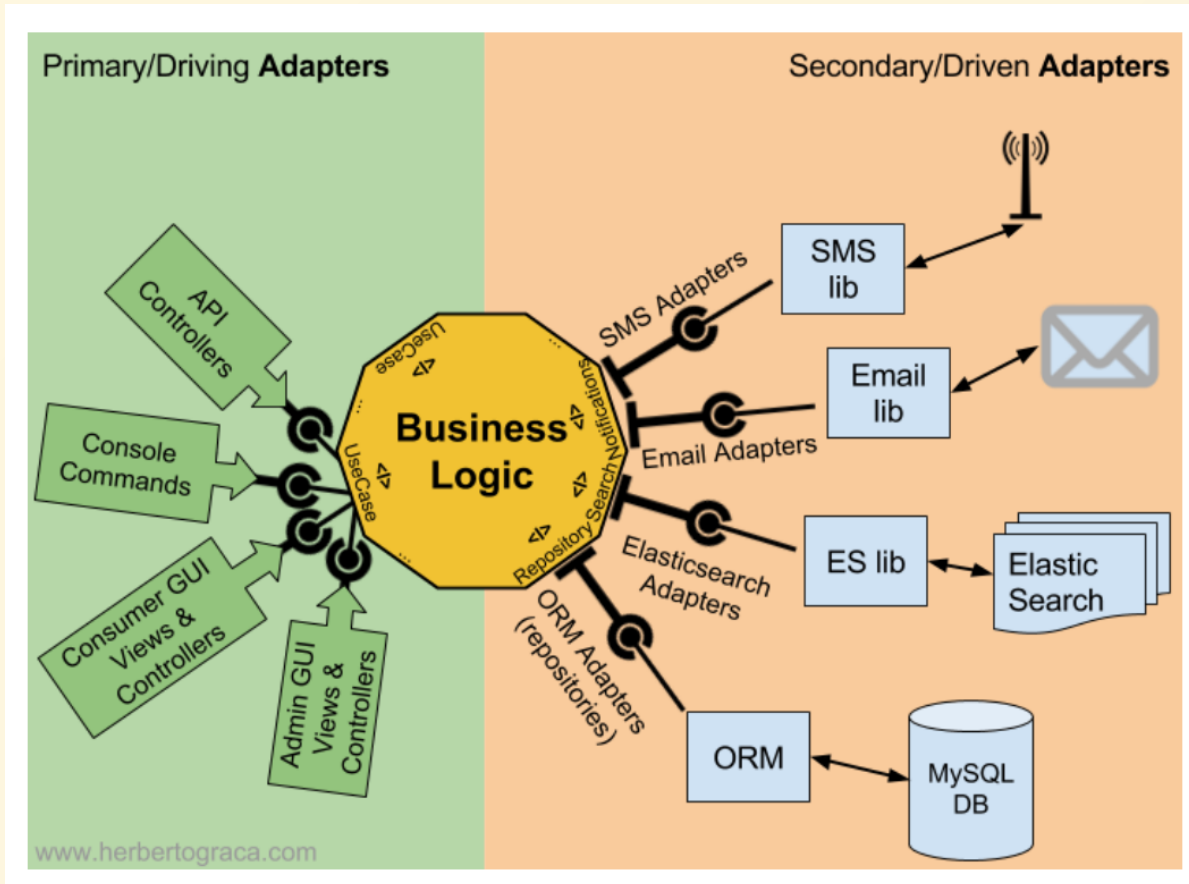 Primary/Driving Adapters
Secondary/Driven Adapters
API
Controllers
Console
Commands
Consumer GUI
Views &
Controllers
Admin GUI
Views &
Controllers
UseCase
</>
...
UseCase
</>
...
Business
Logic
...
Notifications
</>
Search
</>
Repository
</>
...
SMS Adapters
SMS
lib
Email Adapters
Email
lib
Elasticsearch
Adapters
ES lib
Elastic
Search
ORM Adapters
(repositories)
ORM
MySQL
DB
www.herbertograca.com